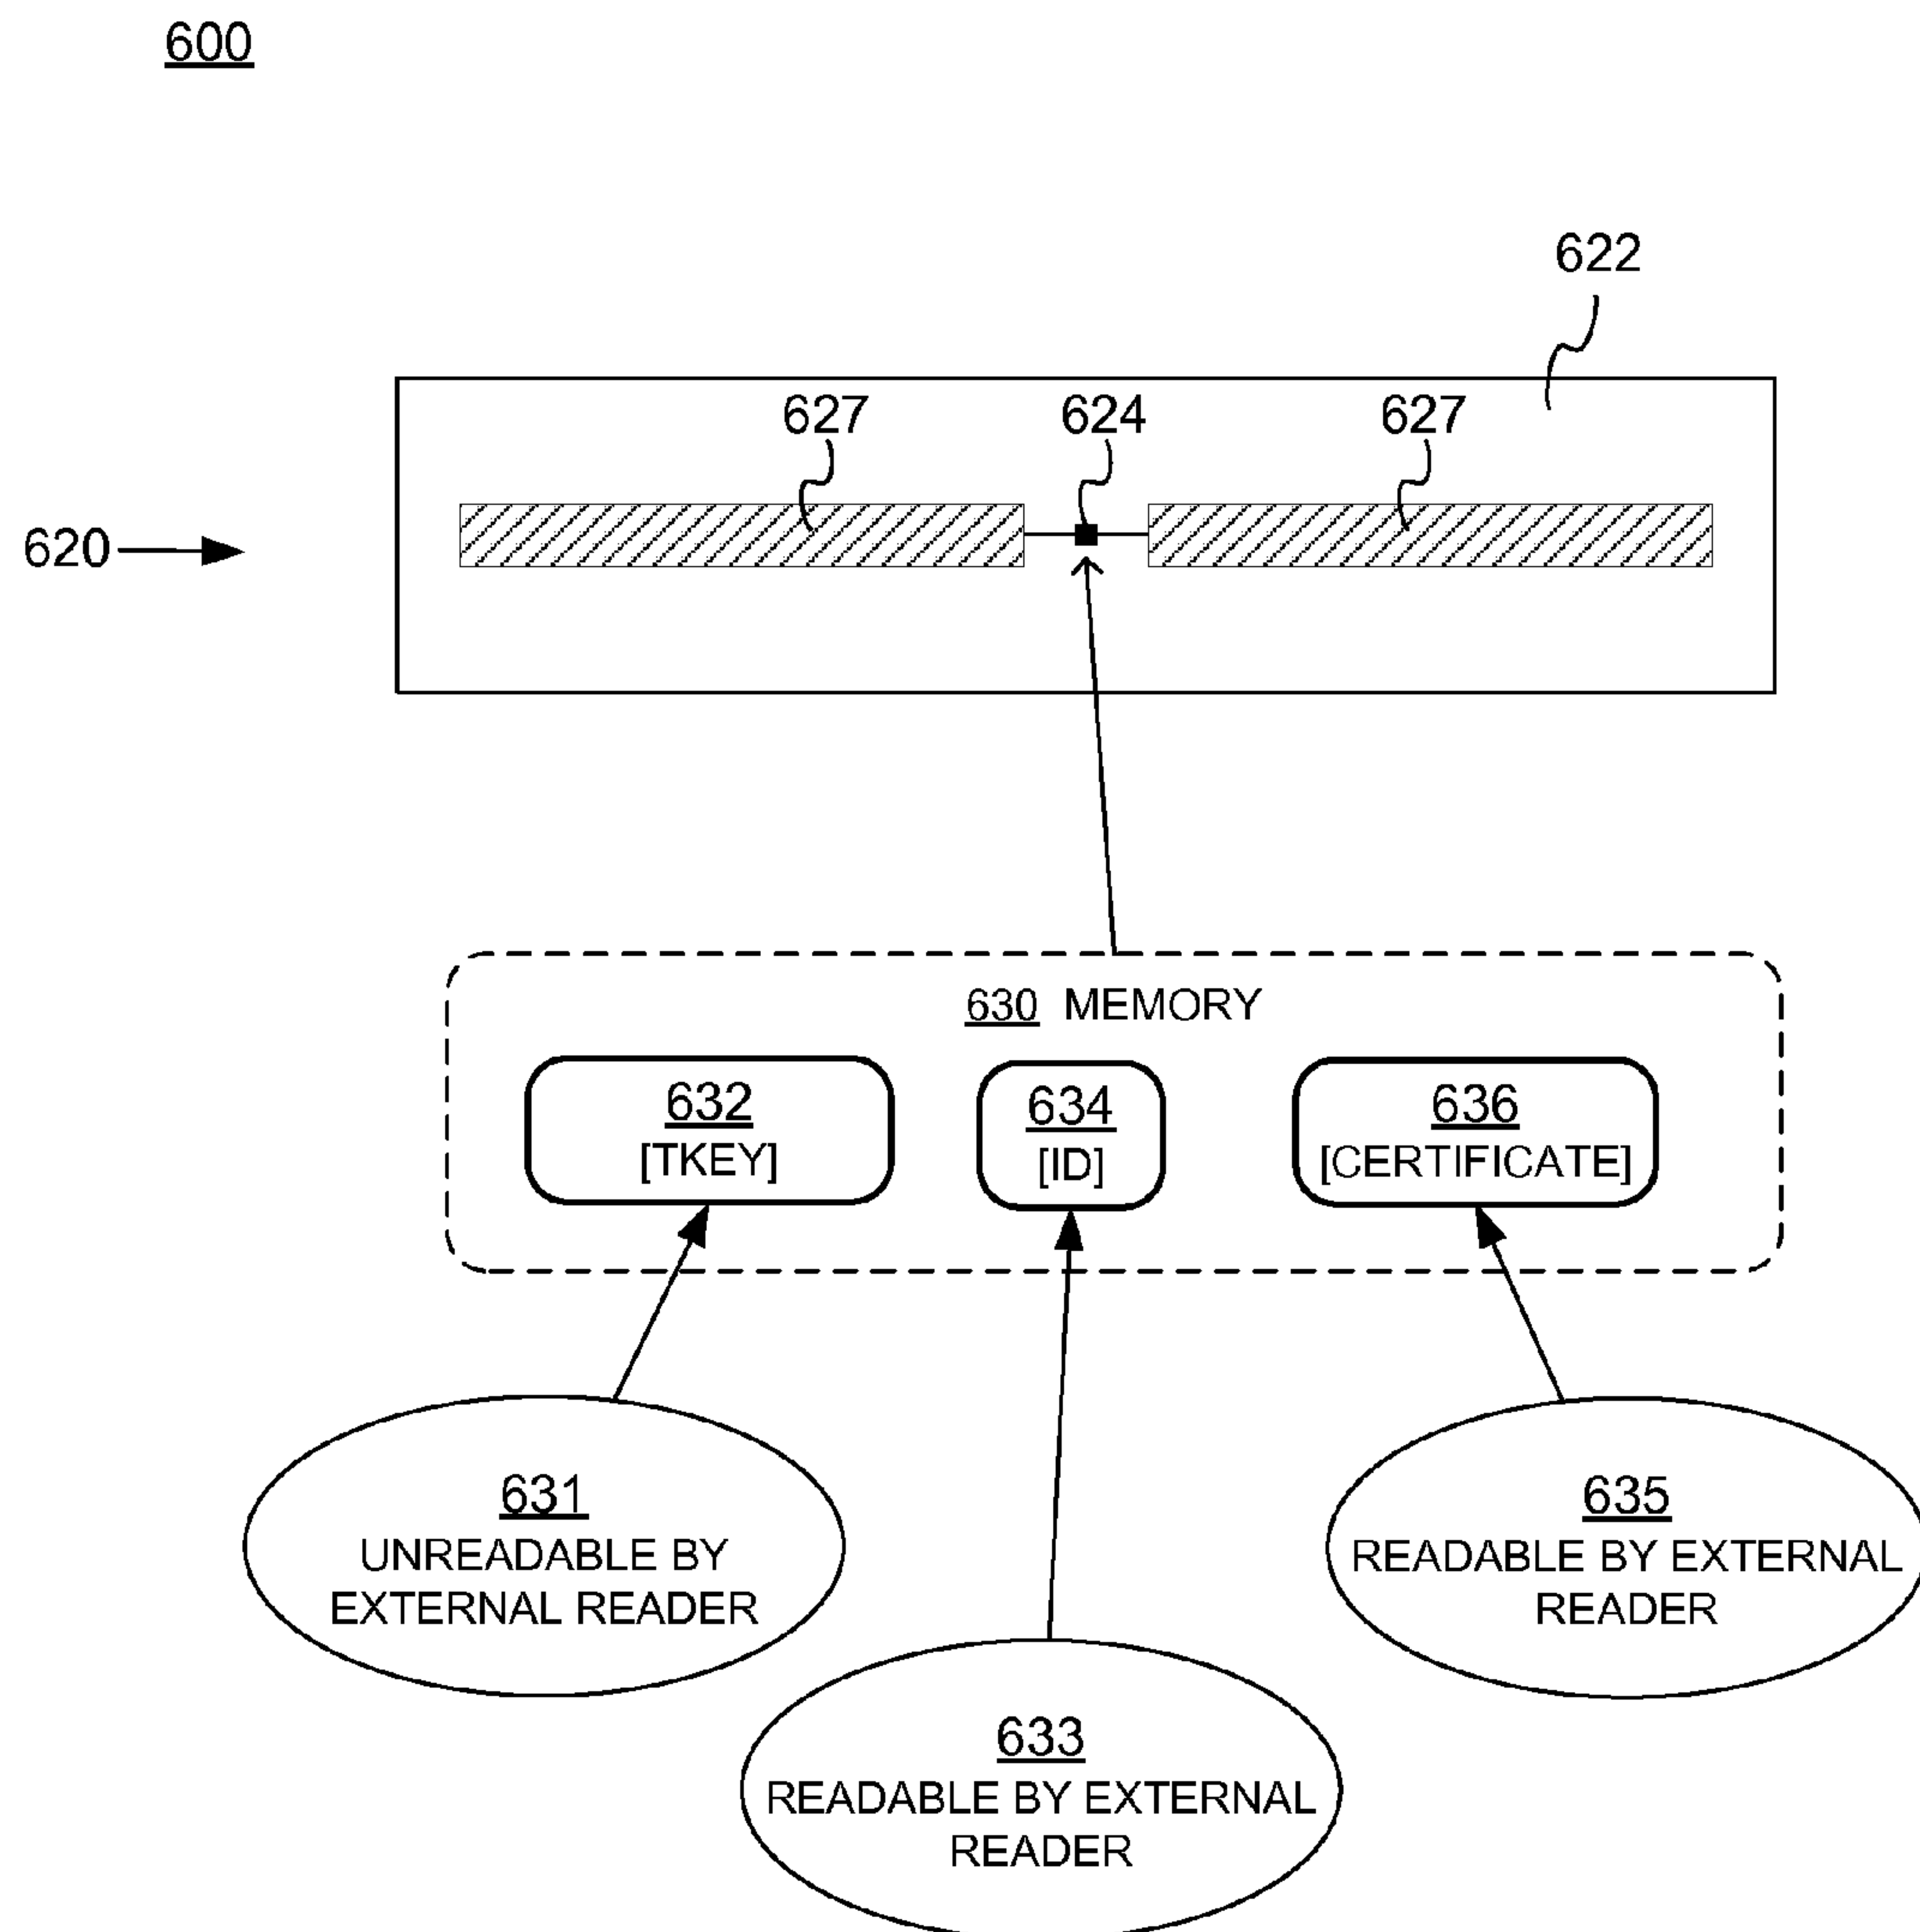 600
622
627
624
627
620
630 MEMORY
632
[TKEY]
634
[ID]
636
[CERTIFICATE]
631
UNREADABLE BY
EXTERNAL READER
635
READABLE BY EXTERNAL
READER
633
READABLE BY EXTERNAL
READER